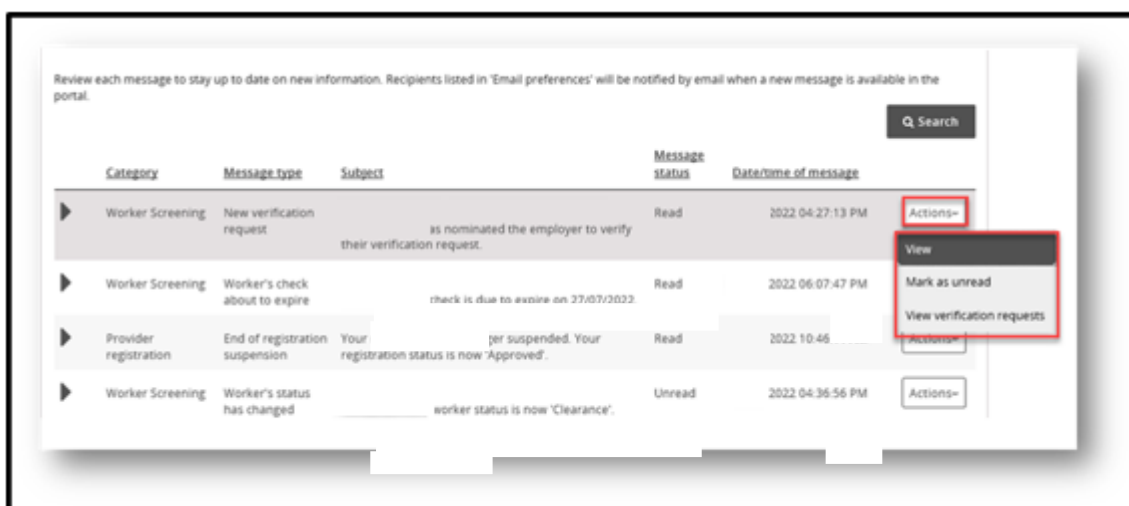 Review each message to stay up to date on new information. Recipients listed in 'Email preferences' will be notified by email when a new message is available in the
portal.
Search
Category Message type Subject Message status Date/time of message
Worker Screening New verification Read 2022 04:27:13 PM Actions
request as nominated the employer to verify
their verification request.
View
Mark as unread
View verification requests
Worker Screening Worker's check Read 2022 06:07:47 PM
about to expire check is due to expire on 27/07/2022.
Provider End of registration Your ger suspended. Your Read 2022 10:46 Actions
registration suspension registration status is now 'Approved'.
Worker Screening Worker's status Unread 2022 04:36:56 PM Actions
has changed worker status is now 'Clearance'.